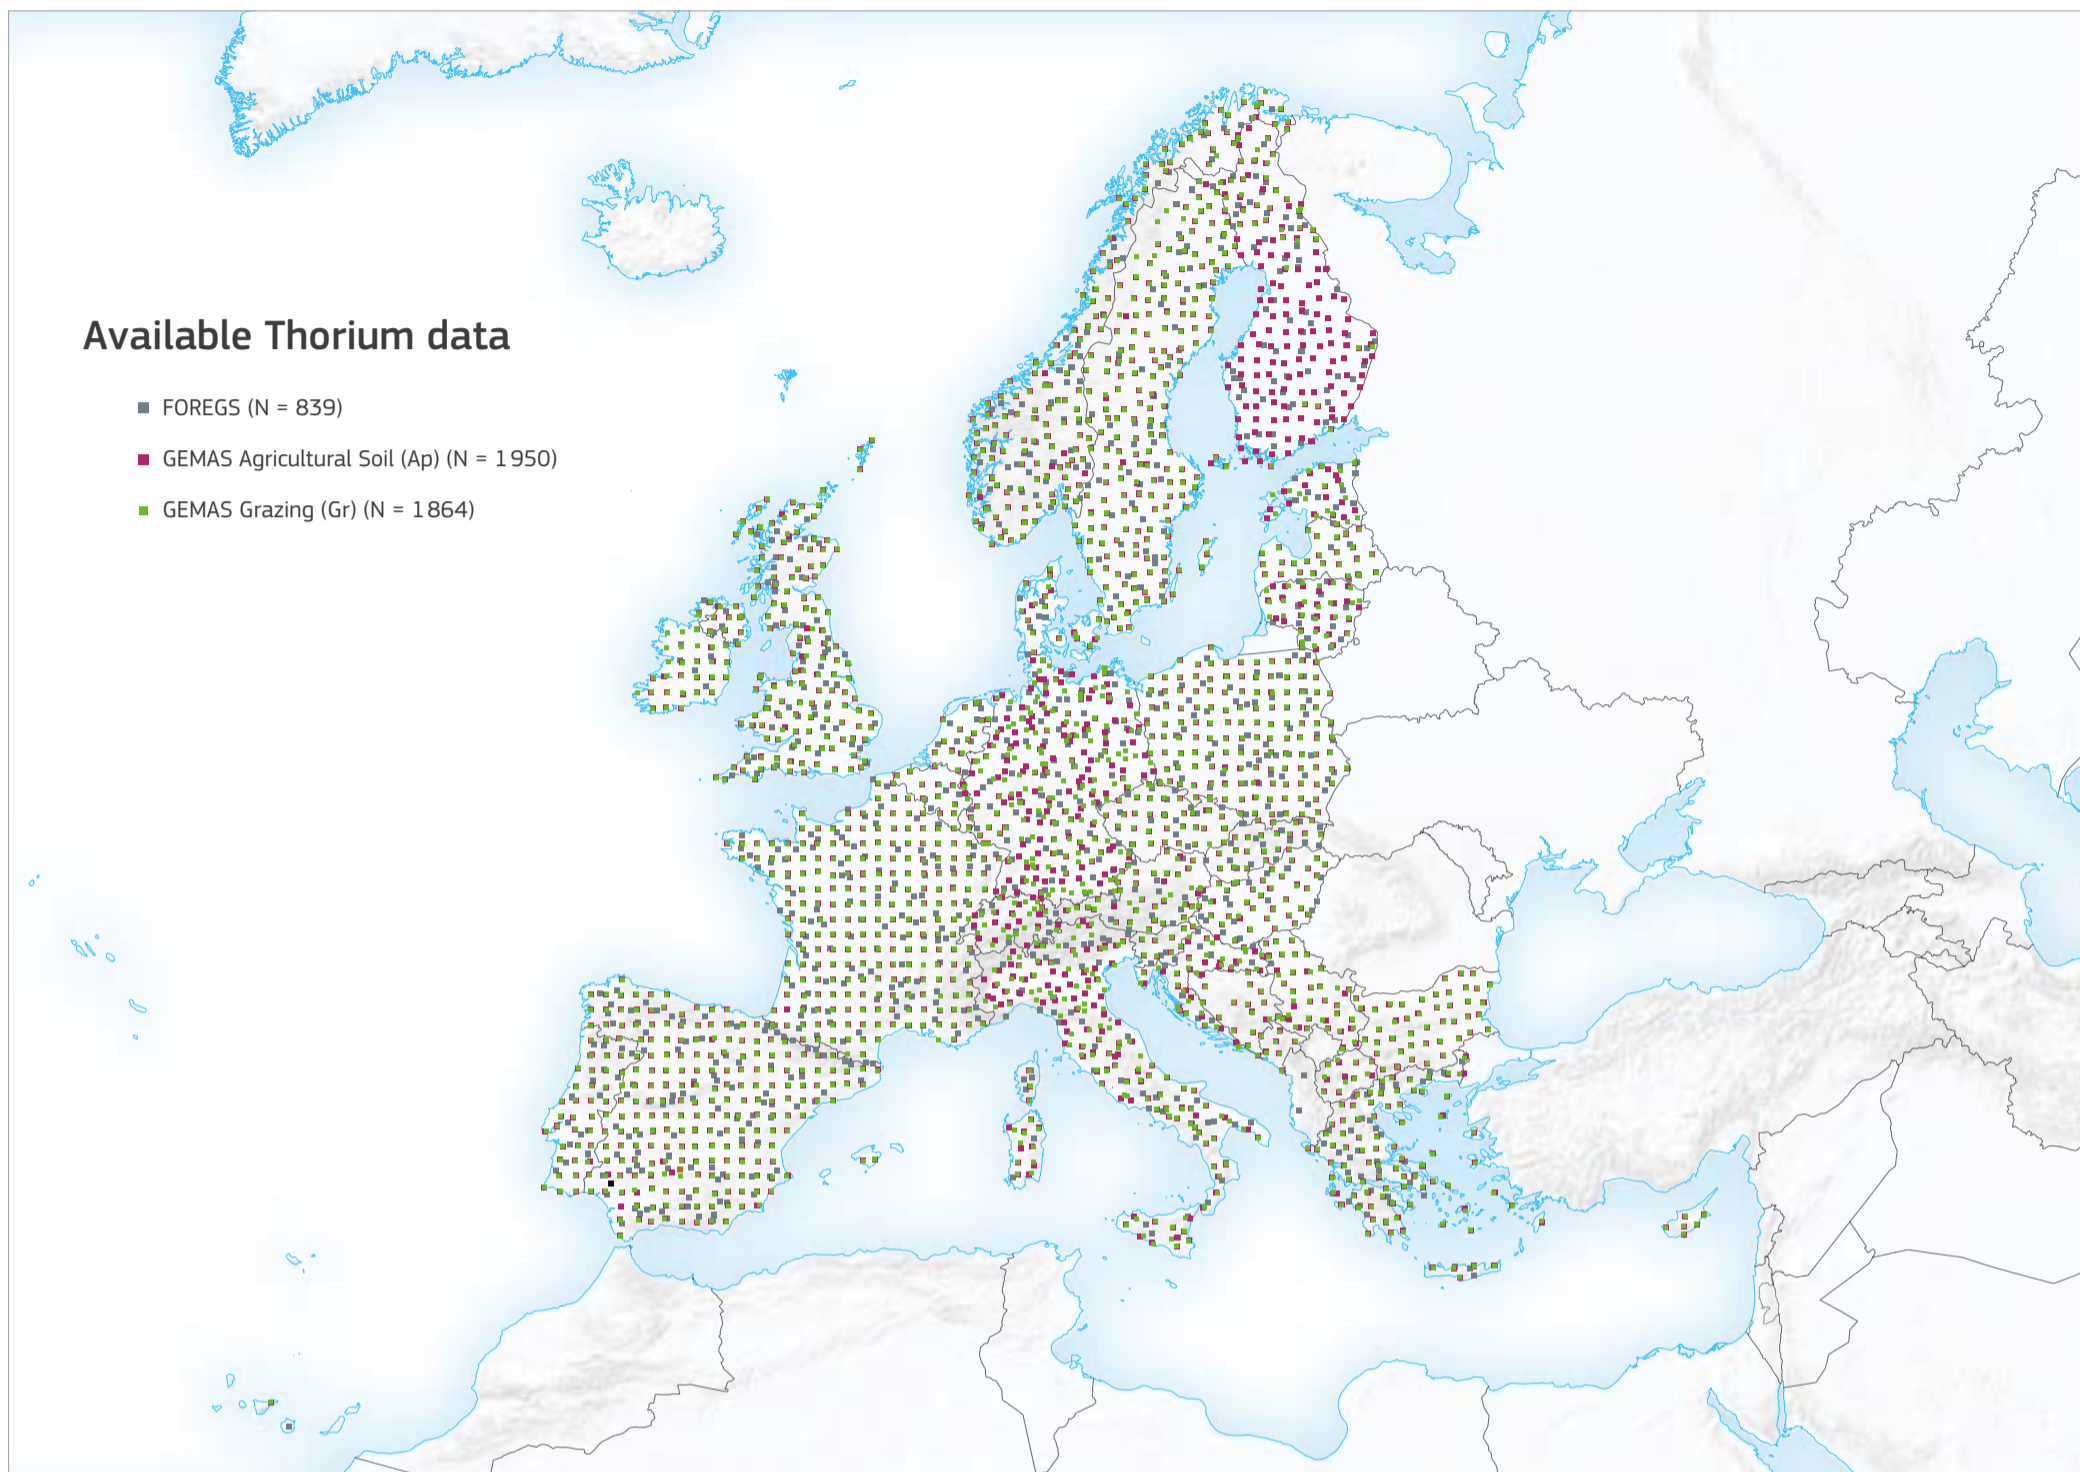 Available Thorium data
FOREGS (N = 839)
GEMAS Agricultural Soil (Ap) (N = 1950)
GEMAS Grazing (Gr) (N = 1864)